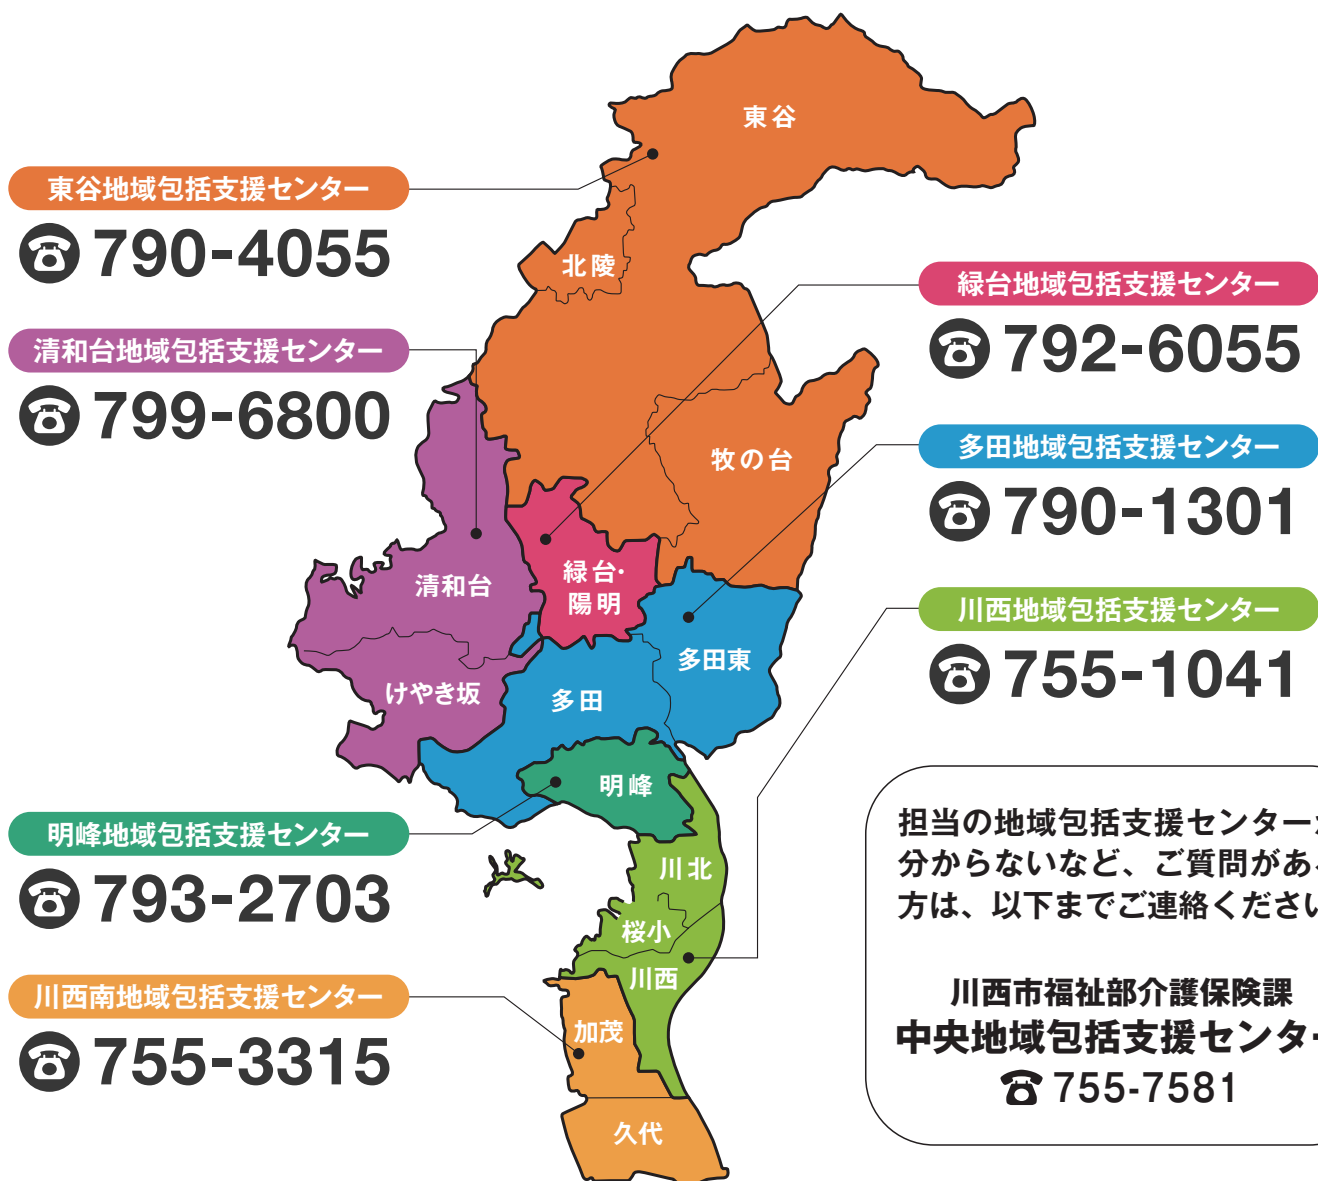 東谷
東谷地域包括支援センター
790-4055
北陵
緑台地域包括支援センター
792-6055
清和台地域包括支援センター
799-6800
牧の台
多田地域包括支援センター
790-1301
清和台
緑台・
陽明
川西地域包括支援センター
755-1041
多田東
けやき坂
多田
明峰
明峰地域包括支援センター
793-2703
川北
桜小
川西
川西南地域包括支援センター
755-3315
加茂
久代
担当の地域包括支援センター
分からないなど、ご質問があ
方は、以下までご連絡ください
川西市福祉部介護保険課
中央地域包括支援センター
755-7581